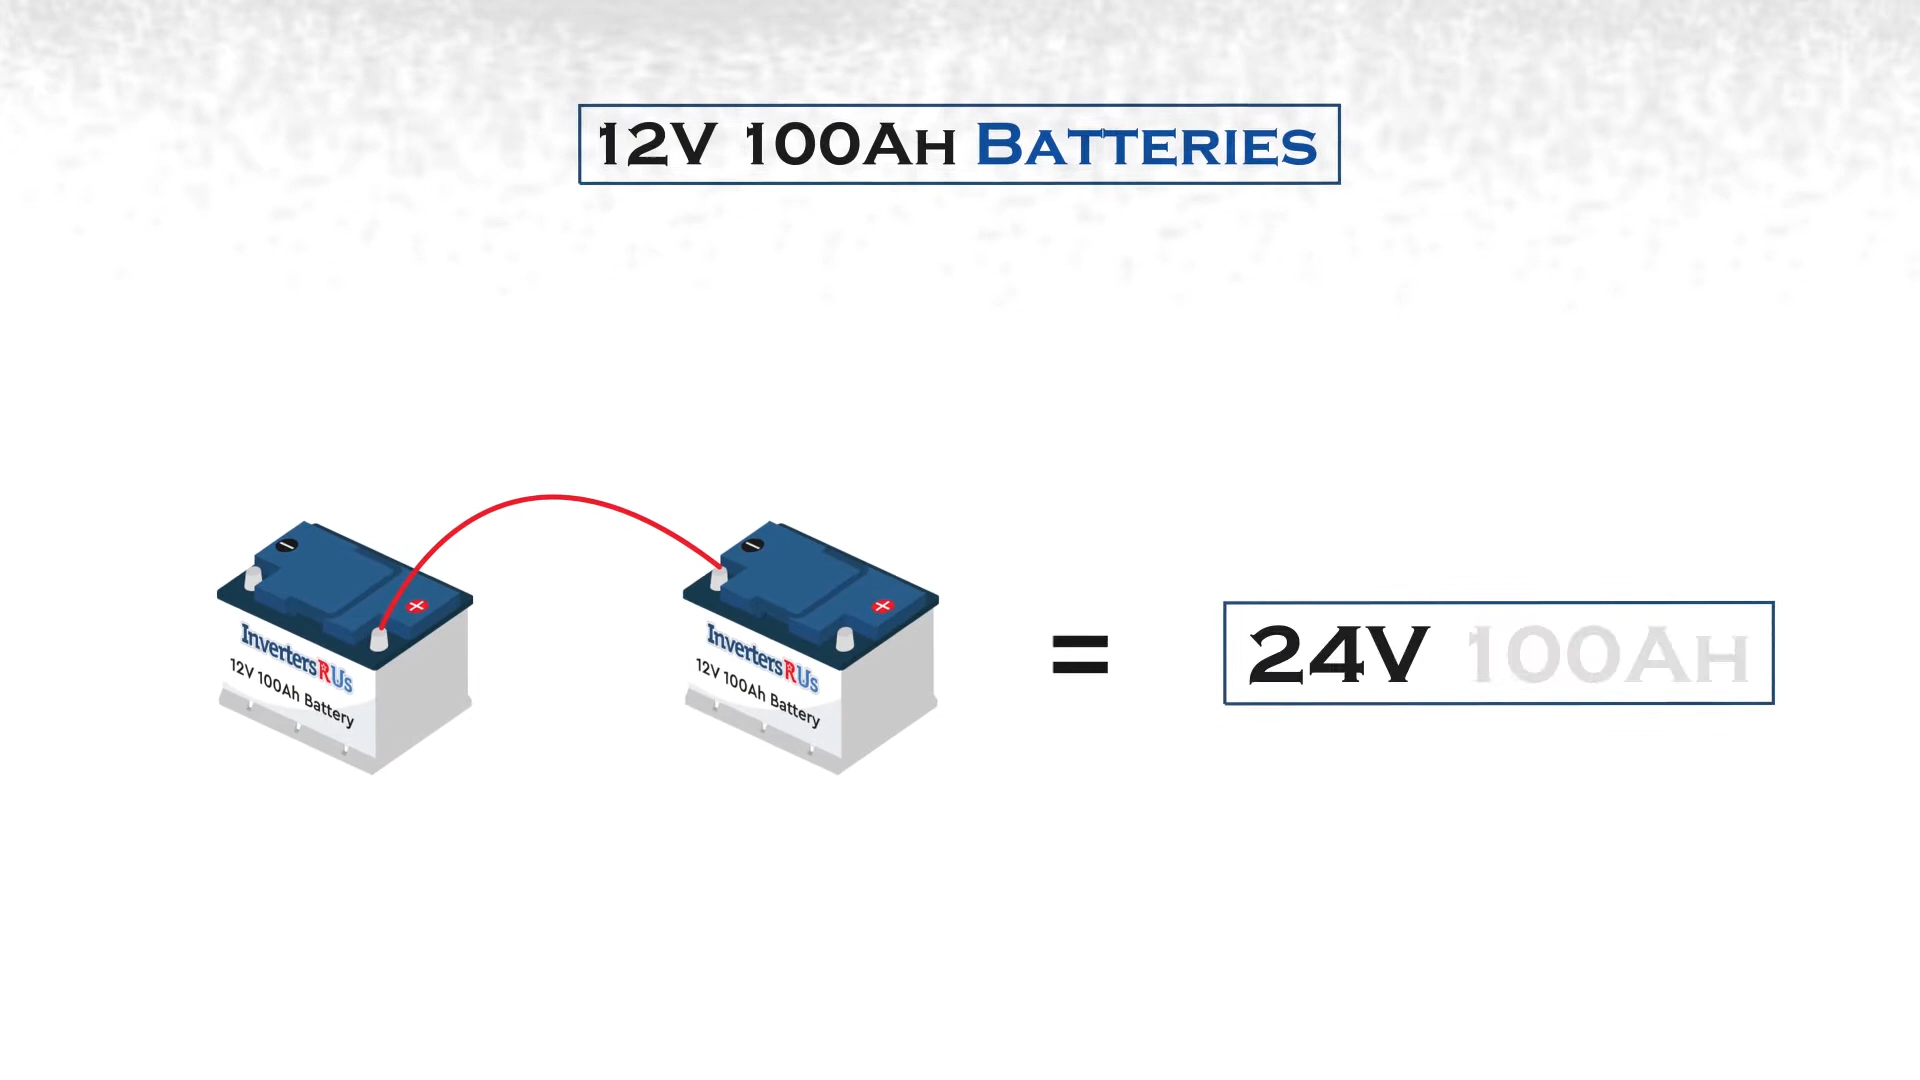 12V 100Ah Batteries
InvertersRUs
12V 100Ah Battery
InvertersRUs
12V 100Ah Battery
=
24V 100Ah